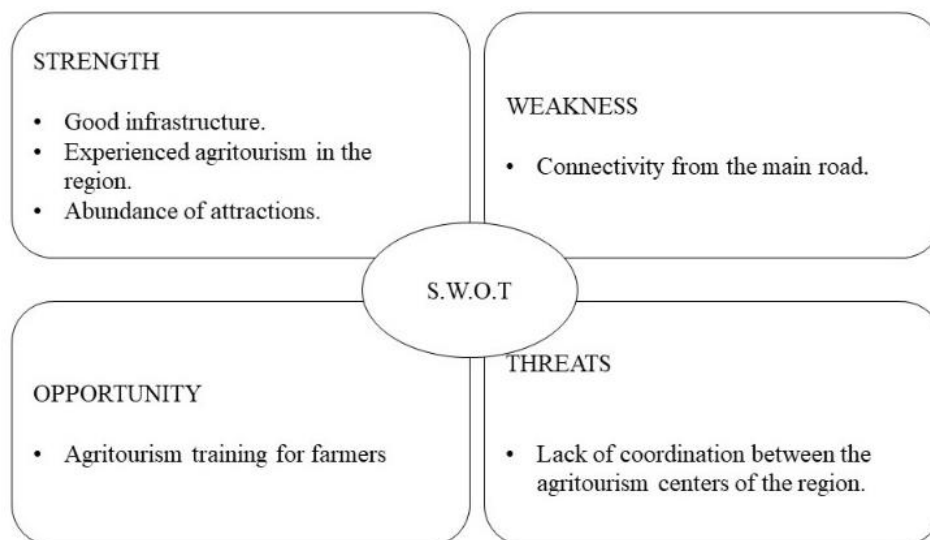 STRENGTH
• Good infrastructure.
• Experienced agritourism in the
region.
• Abundance of attractions.
WEAKNESS
• Connectivity from the main road.
S.W.O.T
OPPORTUNITY
• Agritourism training for farmers
THREATS
• Lack of coordination between the
agritourism centers of the region.